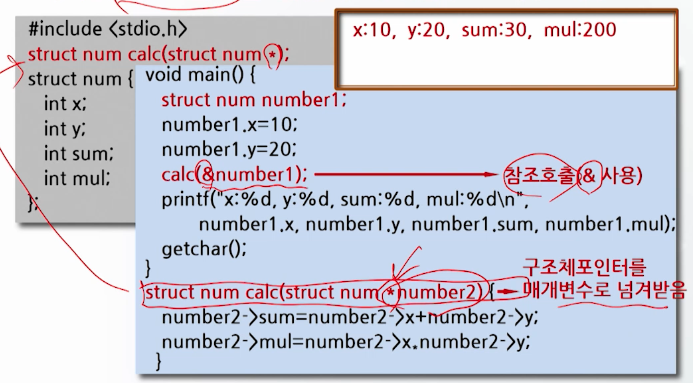 #include <stdio.h>
struct num calc(struct num *);
struct num {
int x;
int y;
int sum;
int mul;
};
void main() {
struct num number1;
number1.x=10;
number1.y=20;
calc(&number1);
참조호출(& 사용)
printf("x:%d, y:%d, sum:%d, mul:%d\n",
number1.x, number1.y, number1.sum, number1.mul);
getchar();
}
struct num calc(struct num *number2) {
구조체포인터를
매개변수로 넘겨받음
number2->sum=number2->x+number2->y;
number2->mul=number2->x*number2->y;
}
x:10, y:20, sum:30, mul:200